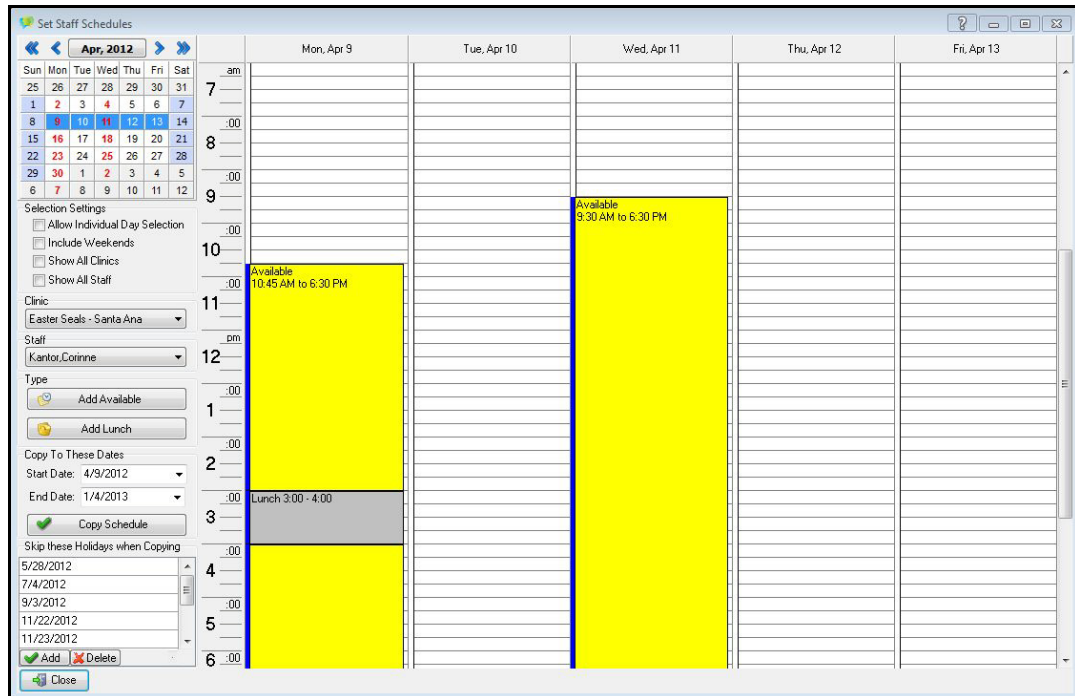 Set Staff Schedules
Apr, 2012
Sun Mon Tue Wed Thu Fri Sat
25 26 27 28 29 30 31
1 2 3 4 5 6 7
8 9 10 11 12 13 14
15 16 17 18 19 20 21
22 23 24 25 26 27 28
29 30 1 2 3 4 5
6 7 8 9 10 11 12
Selection Settings
Allow Individual Day Selection
Include Weekends
Show All Clinics
Show All Staff
Clinic
Easter Seals - Santa Ana
Staff
Kantor,Corinne
Type
Add Available
Add Lunch
Copy To These Dates
Start Date: 4/9/2012
End Date: 1/4/2013
Copy Schedule
Skip these Holidays when Copying
5/28/2012
7/4/2012
9/3/2012
11/22/2012
11/23/2012
Add Delete
Close
Mon, Apr 9 Tue, Apr 10 Wed, Apr 11 Thu, Apr 12 Fri, Apr 13
am
7
:00
8
:00
9
:00
10
:00
11
pm
12
:00
1
:00
2
:00
3
:00
4
:00
5
6 :00
Available
10:45 AM to 6:30 PM
Lunch 3:00 - 4:00
Available
9:30 AM to 6:30 PM